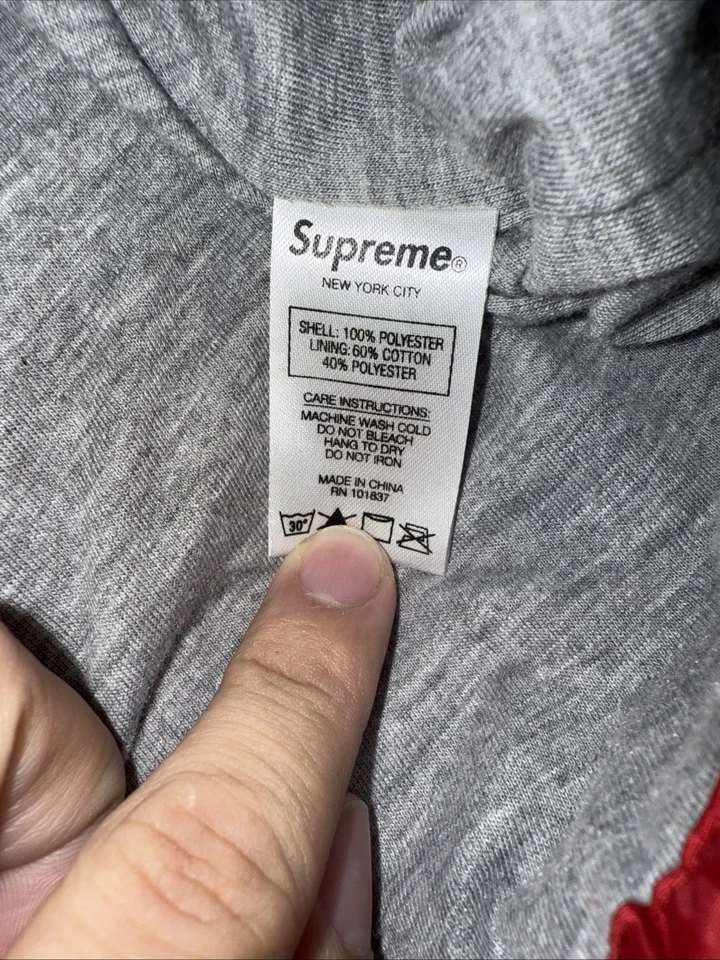 Supreme®
NEW YORK CITY
SHELL: 100% POLYESTER
LINING: 60% COTTON
40% POLYESTER
CARE INSTRUCTIONS:
MACHINE WASH COLD
DO NOT BLEACH
HANG TO DRY
DO NOT IRON
MADE IN CHINA
RN 101837
30°